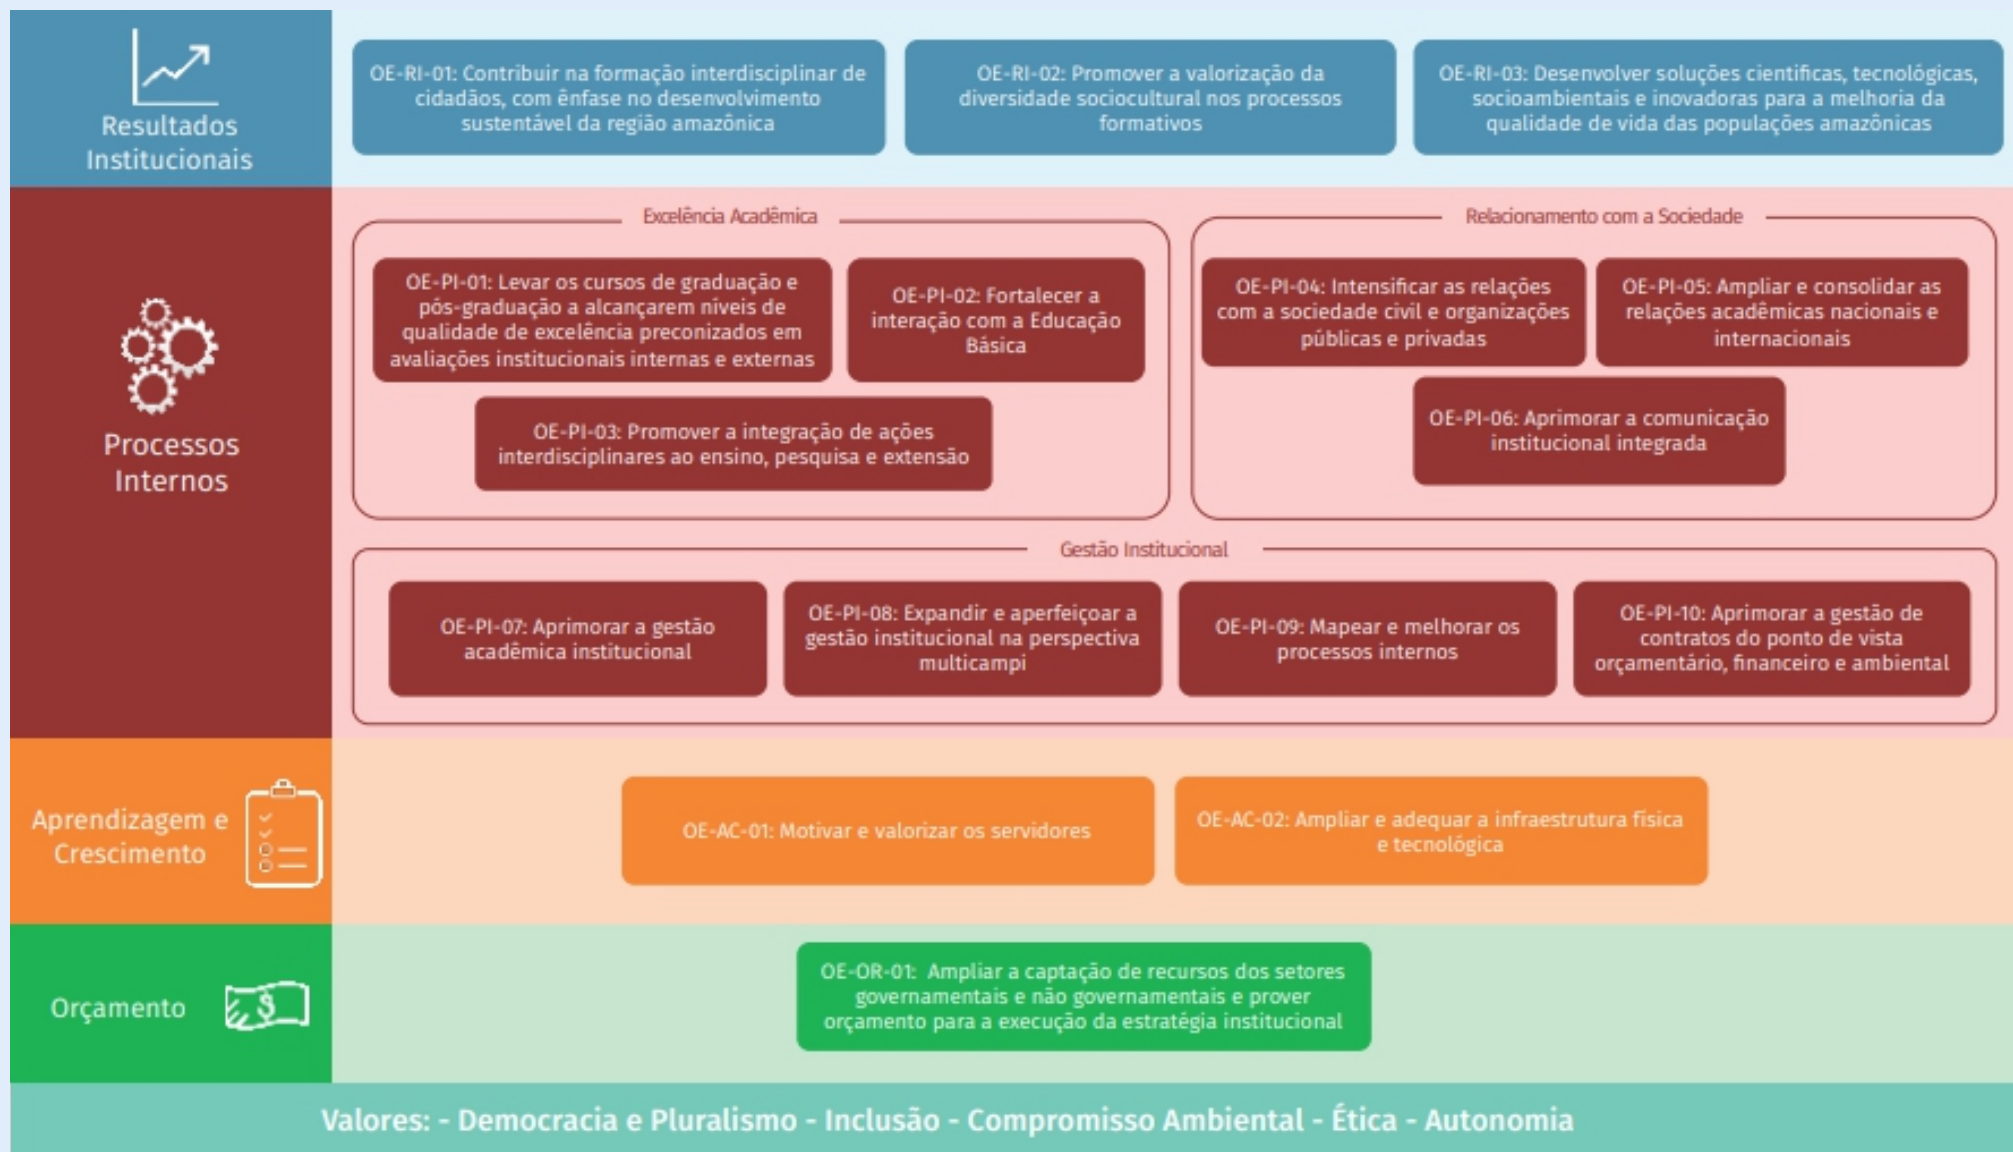 Resultados
Institucionais
OE-RI-01: Contribuir na formação interdisciplinar de
cidadãos, com ênfase no desenvolvimento
sustentável da região amazônica
OE-RI-02: Promover a valorização da
diversidade sociocultural nos processos
formativos
OE-RI-03: Desenvolver soluções cientificas, tecnológicas,
socioambientais e inovadoras para a melhoria da
qualidade de vida das populações amazônicas
Processos
Internos
Excelência Acadêmica
OE-PI-01: Levar os cursos de graduação e
pós-graduação a alcançarem níveis de
qualidade de excelência preconizados em
avaliações institucionais internas e externas
OE-PI-02: Fortalecer a
interação com a Educação
Básica
OE-PI-03: Promover a integração de ações
interdisciplinares ao ensino, pesquisa e extensão
Relacionamento com a Sociedade
OE-PI-04: Intensificar as relações
com a sociedade civil e organizações
públicas e privadas
OE-PI-05: Ampliar e consolidar as
relações acadêmicas nacionais e
internacionais
OE-PI-06: Aprimorar a comunicação
institucional integrada
Gestão Institucional
OE-PI-07: Aprimorar a gestão
acadêmica institucional
OE-PI-08: Expandir e aperfeiçoar a
gestão institucional na perspectiva
multicampi
OE-PI-09: Mapear e melhorar os
processos internos
OE-PI-10: Aprimorar a gestão de
contratos do ponto de vista
orçamentário, financeiro e ambiental
Aprendizagem e
Crescimento
OE-AC-01: Motivar e valorizar os servidores
OE-AC-02: Ampliar e adequar a infraestrutura física
e tecnológica
Orçamento
$
OE-OR-01: Ampliar a captação de recursos dos setores
governamentais e não governamentais e prover
orçamento para a execução da estratégia institucional
Valores: - Democracia e Pluralismo - Inclusão - Compromisso Ambiental - Ética - Autonomia